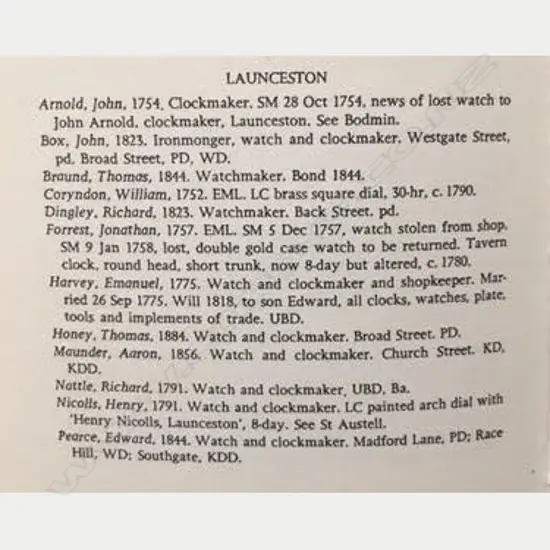 LAUNCESTON
Arnold, John, 1754, Clockmaker. SM 28 Oct 1754, news of lost watch to
John Arnold, clockmaker, Launceston. See Bodmin.
Box, John, 1823. Ironmonger, watch and clockmaker. Westgate Street,
pd. Broad Street, PD, WD.
Braund, Thomas, 1844. Watchmaker. Bond 1844.
Coryndon, William, 1752. EML. LC brass square dial, 30-hr, c. 1790.
Dingley, Richard, 1823. Watchmaker. Back Street. pd.
Forrest, Jonathan, 1757. EML. SM 5 Dec 1757, watch stolen from shop.
SM 9 Jan 1758, lost, double gold case watch to be returned. Tavern
clock, round head, short trunk, now 8-day but altered, c. 1780.
Harvey, Emanuel, 1775. Watch and clockmaker and shopkeeper. Mar-
ried 26 Sep 1775. Will 1818, to son Edward, all clocks, watches, plate,
tools and implements of trade. UBD.
Honey, Thomas, 1884. Watch and clockmaker. Broad Street. PD.
Maunder, Aaron, 1856. Watch and clockmaker. Church Street. KD,
KDD.
Nattle, Richard, 1791. Watch and clockmaker, UBD, Ba.
Nicolls, Henry, 1791. Watch and clockmaker. LC painted arch dial with
'Henry Nicolls, Launceston', 8-day. See St Austell.
Pearce, Edward, 1844. Watch and clockmaker. Madford Lane, PD; Race
Hill, WD; Southgate, KDD.